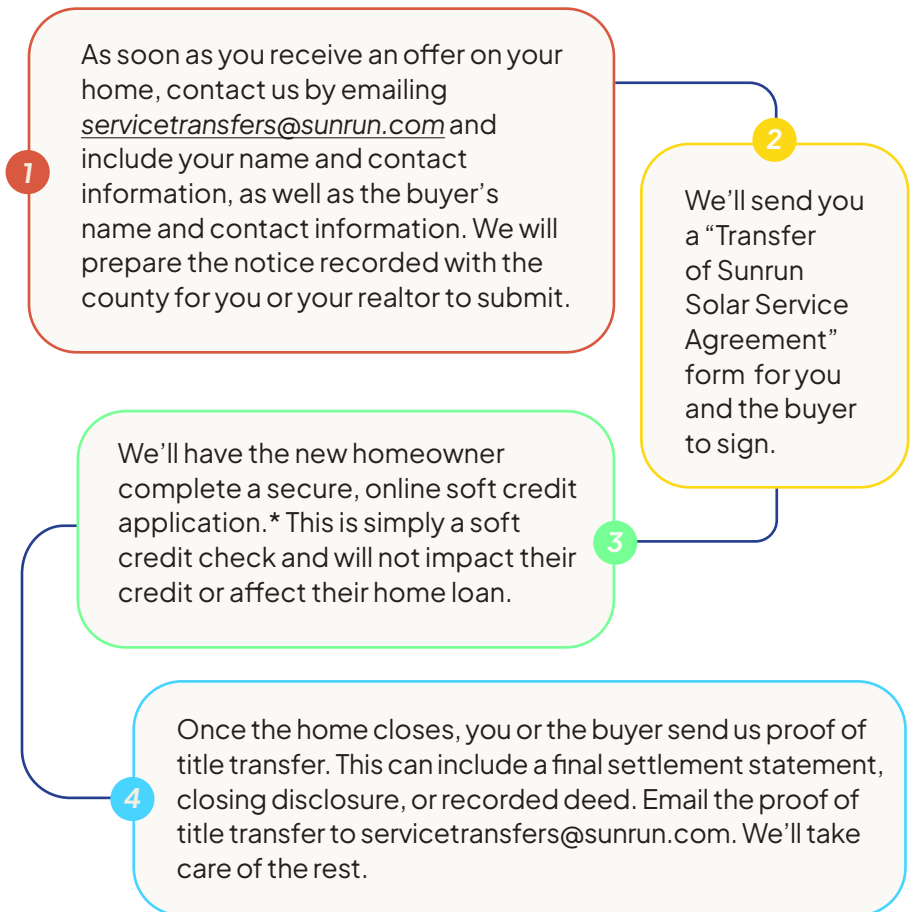 1
As soon as you receive an offer on your
home, contact us by emailing
servicetransfers@sunrun.com and
include your name and contact
information, as well as the buyer’s
name and contact information. We will
prepare the notice recorded with the
county for you or your realtor to submit.
2
We’ll send you
a “Transfer
of Sunrun
Solar Service
Agreement”
form for you
and the buyer
to sign.
3
We’ll have the new homeowner
complete a secure, online soft credit
application.* This is simply a soft
credit check and will not impact their
credit or affect their home loan.
4
Once the home closes, you or the buyer send us proof of
title transfer. This can include a final settlement statement,
closing disclosure, or recorded deed. Email the proof of
title transfer to servicetransfers@sunrun.com. We’ll take
care of the rest.